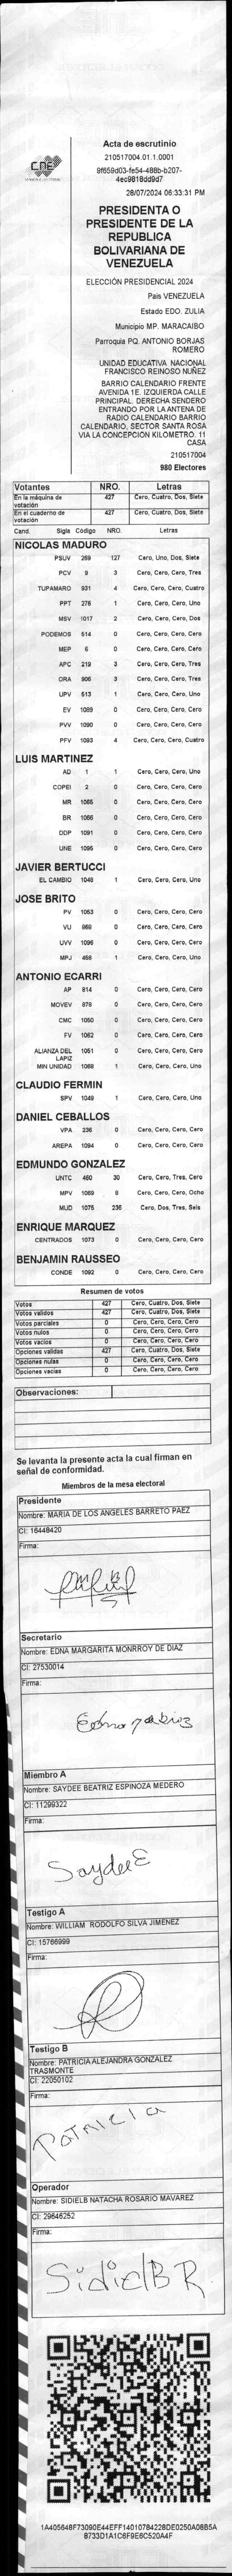 CNE
Acta de escrutinio
210517004.01.1.0001
9f659d03-fe54-486b-b207-
4ec9818dd9d7
28/07/2024 06:33:31 PM
PRESIDENTA O
PRESIDENTE DE LA
REPUBLICA
BOLIVARIANA DE
VENEZUELA
ELECCIÓN PRESIDENCIAL 2024
Pais VENEZUELA
Estado EDO. ZULIA
Municipio MP. MARACAIBO
Parroquia PQ. ANTONIO BORJAS
ROMERO
UNIDAD EDUCATIVA NACIONAL
FRANCISCO REINOSO NUÑEZ
BARRIO CALENDARIO FRENTE
AVENIDA 1E. IZQUIERDA CALLE
PRINCIPAL. DERECHA SENDERO
ENTRANDO POR LA ANTENA DE
RADIO CALENDARIO BARRIO
CALENDARIO, SECTOR SANTA ROSA
VIA LA CONCEPCION KILOMETRO. 11
CASA
210517004
980 Electores
Votantes NRO. Letras
En la máquina de votación 427 Cero, Cuatro, Dos, Siete
En el cuaderno de votación 427 Cero, Cuatro, Dos, Siete
Cand. Sigla Código NRO. Letras
NICOLAS MADURO
PSUV 269 127 Cero, Uno, Dos, Siete
PCV 9 3 Cero, Cero, Cero, Tres
TUPAMARO 931 4 Cero, Cero, Cero, Cuatro
PPT 276 1 Cero, Cero, Cero, Uno
MSV 1017 2 Cero, Cero, Cero, Dos
PODEMOS 514 0 Cero, Cero, Cero, Cero
MEP 6 0 Cero, Cero, Cero, Cero
APC 219 3 Cero, Cero, Cero, Tres
ORA 906 3 Cero, Cero, Cero, Tres
UPV 513 1 Cero, Cero, Cero, Uno
EV 1089 0 Cero, Cero, Cero, Cero
PVV 1090 0 Cero, Cero, Cero, Cero
PFV 1093 4 Cero, Cero, Cero, Cuatro
LUIS MARTINEZ
AD 1 1 Cero, Cero, Cero, Uno
COPEI 2 0 Cero, Cero, Cero, Cero
MR 1065 0 Cero, Cero, Cero, Cero
BR 1066 0 Cero, Cero, Cero, Cero
DDP 1091 0 Cero, Cero, Cero, Cero
UNE 1095 0 Cero, Cero, Cero, Cero
JAVIER BERTUCCI
EL CAMBIO 1048 1 Cero, Cero, Cero, Uno
JOSE BRITO
PV 1053 0 Cero, Cero, Cero, Cero
VU 968 0 Cero, Cero, Cero, Cero
UVV 1096 0 Cero, Cero, Cero, Cero
MPJ 458 1 Cero, Cero, Cero, Uno
ANTONIO ECARRI
AP 814 0 Cero, Cero, Cero, Cero
MOVEV 878 0 Cero, Cero, Cero, Cero
CMC 1050 0 Cero, Cero, Cero, Cero
FV 1062 0 Cero, Cero, Cero, Cero
ALIANZA DEL LAPIZ 1051 0 Cero, Cero, Cero, Cero
MIN UNIDAD 1068 1 Cero, Cero, Cero, Uno
CLAUDIO FERMIN
SPV 1049 1 Cero, Cero, Cero, Uno
DANIEL CEBALLOS
VPA 236 0 Cero, Cero, Cero, Cero
AREPA 1094 0 Cero, Cero, Cero, Cero
EDMUNDO GONZALEZ
UNTC 460 30 Cero, Cero, Tres, Cero
MPV 1069 8 Cero, Cero, Cero, Ocho
MUD 1075 236 Cero, Dos, Tres, Seis
ENRIQUE MARQUEZ
CENTRADOS 1073 0 Cero, Cero, Cero, Cero
BENJAMIN RAUSSEO
CONDE 1092 0 Cero, Cero, Cero, Cero
Resumen de votos
Votos 427 Cero, Cuatro, Dos, Siete
Votos validos 427 Cero, Cuatro, Dos, Siete
Votos parciales 0 Cero, Cero, Cero, Cero
Votos nulos 0 Cero, Cero, Cero, Cero
Votos vacios 0 Cero, Cero, Cero, Cero
Opciones validas 427 Cero, Cuatro, Dos, Siete
Opciones nulas 0 Cero, Cero, Cero, Cero
Opciones vacias 0 Cero, Cero, Cero, Cero
Observaciones:
Se levanta la presente acta la cual firman en
señal de conformidad.
Miembros de la mesa electoral
Presidente
Nombre: MARIA DE LOS ANGELES BARRETO PAEZ
CI: 16448420
Firma:
Secretario
Nombre: EDNA MARGARITA MONRROY DE DIAZ
CI: 27530014
Firma:
Miembro A
Nombre: SAYDEE BEATRIZ ESPINOZA MEDERO
CI: 11299322
Firma:
SaydeeE
Testigo A
Nombre: WILLIAM RODOLFO SILVA JIMENEZ
CI: 15766999
Firma:
Testigo B
Nombre: PATRICIA ALEJANDRA GONZALEZ
TRASMONTE
CI: 22050102
Firma:
Patricia
Operador
Nombre: SIDIELB NATACHA ROSARIO MAVAREZ
CI: 29646252
Firma:
SidielB R
1A405648F73090E44EFF14010784228DE0250A08B5A
8733D1A1C6F9E6C520A4F